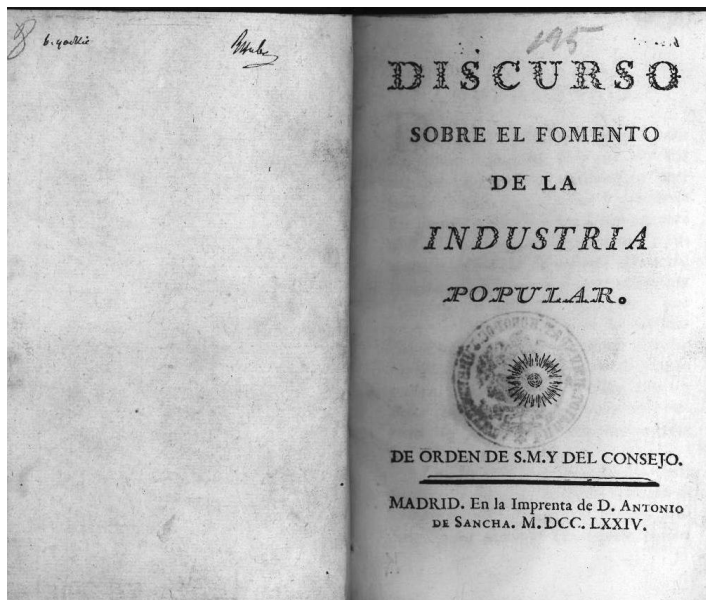 195
DISCURSO
SOBRE EL FOMENTO
DE LA
INDUSTRIA
POPULAR.
DE ORDEN DE S.M.Y DEL CONSEJO.
MADRID. En la Imprenta de D. ANTONIO
DE SANCHA. M. DCC. LXXIV.